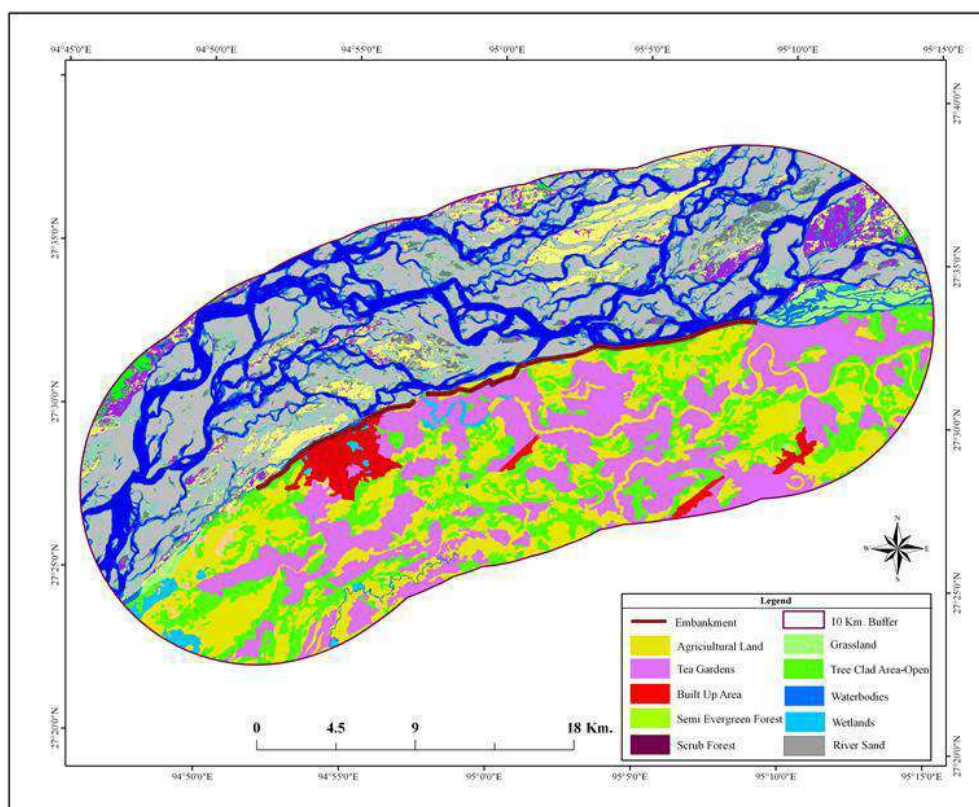 94°45'0"E 94°50'0"E 94°55'0"E 95°0'0"E 95°5'0"E 95°10'0"E 95°15'0"E
27°40'0"N
27°35'0"N
27°35'0"N
27°30'0"N
27°30'0"N
27°25'0"N
27°25'0"N
27°20'0"N
27°20'0"N
N
W E
S
0 4.5 9 18 Km.
Legend
Embankment 10 Km. Buffer
Agricultural Land Grassland
Tea Gardens Tree Clad Area-Open
Built Up Area Waterbodies
Semi Evergreen Forest Wetlands
Scrub Forest River Sand
94°50'0"E 94°55'0"E 95°0'0"E 95°5'0"E 95°10'0"E 95°15'0"E